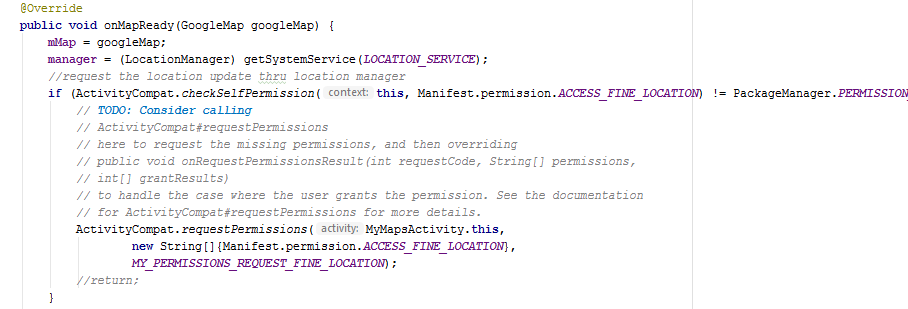 @Override
public void onMapReady(GoogleMap googleMap) {
mMap = googleMap;
manager = (LocationManager) getSystemService(LOCATION_SERVICE);
//request the location update thru location manager
if (ActivityCompat.checkSelfPermission( context: this, Manifest.permission.ACCESS_FINE_LOCATION) != PackageManager.PERMISSION
// TODO: Consider calling
// ActivityCompat#requestPermissions
// here to request the missing permissions, and then overriding
// public void onRequestPermissionsResult(int requestCode, String[] permissions,
// int[] grantResults)
// to handle the case where the user grants the permission. See the documentation
// for ActivityCompat#requestPermissions for more details.
ActivityCompat.requestPermissions( activity: MyMapsActivity.this,
new String[]{Manifest.permission.ACCESS_FINE_LOCATION},
MY_PERMISSIONS_REQUEST_FINE_LOCATION);
//return;
}